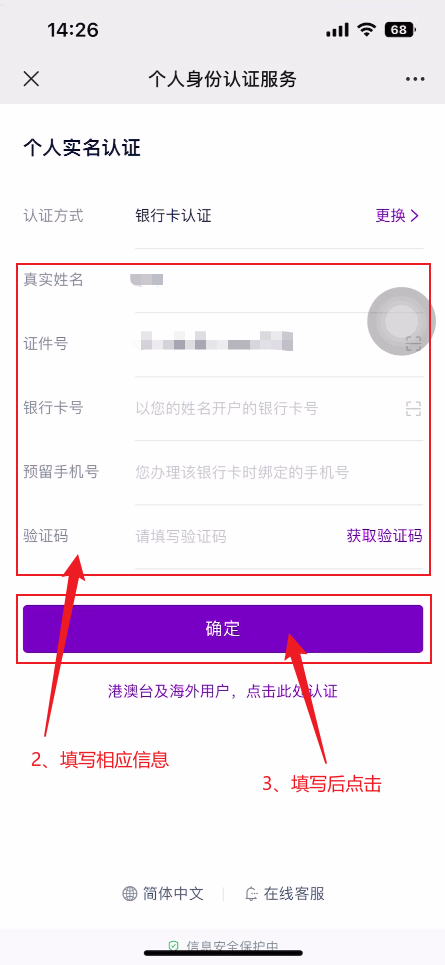 14:26
68
个人身份认证服务
个人实名认证
认证方式 银行卡认证 更换
真实姓名
证件号
银行卡号 以您的姓名开户的银行卡号
预留手机号 您办理该银行卡时绑定的手机号
验证码 请填写验证码 获取验证码
确定
港澳台及海外用户，点击此处认证
2、填写相应信息
3、填写后点击
简体中文 在线客服
信息安全保护中